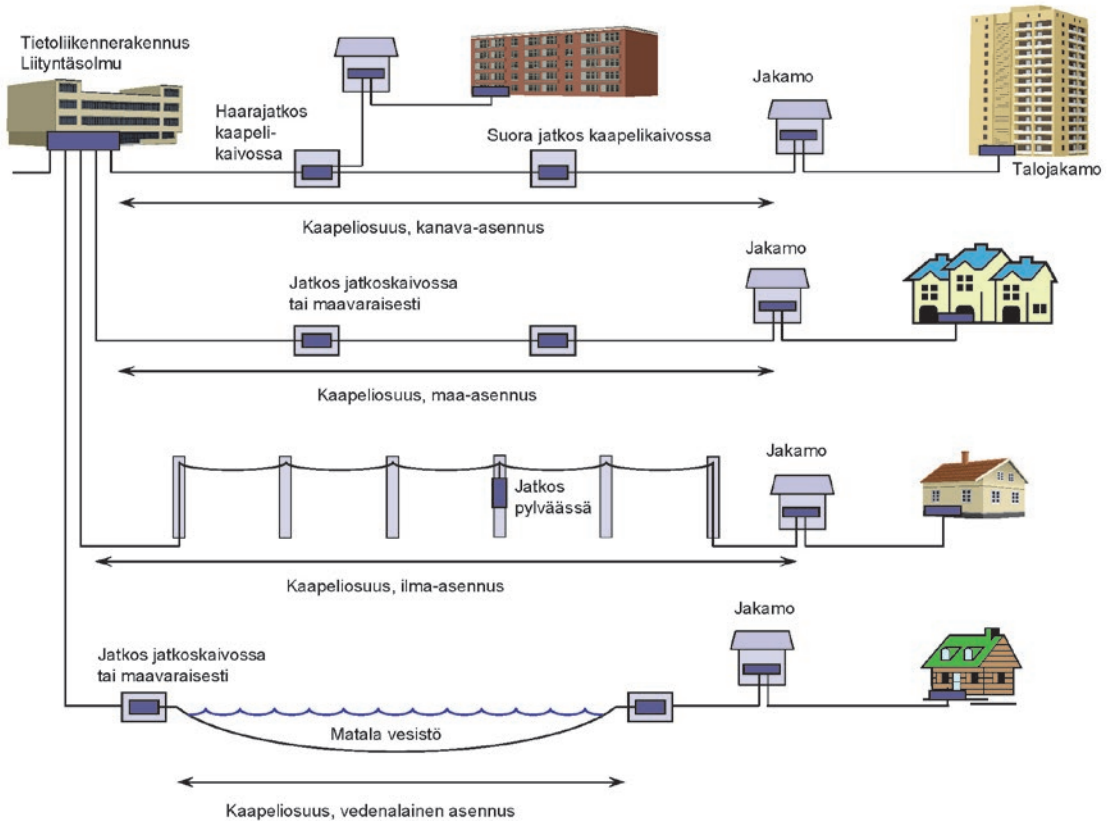 Tietoliikennerakennus
Liityntäsolmu
Haarajatkos
kaapeli-
kaivossa
Suora jatkos kaapelikaivossa
Jakamo
Talojakamo
Kaapeliosuus, kanava-asennus
Jatkos jatkoskaivossa
tai maavaraisesti
Jakamo
Kaapeliosuus, maa-asennus
Jatkos
pylväässä
Jakamo
Kaapeliosuus, ilma-asennus
Jatkos jatkoskaivossa
tai maavaraisesti
Jakamo
Matala vesistö
Kaapeliosuus, vedenalainen asennus